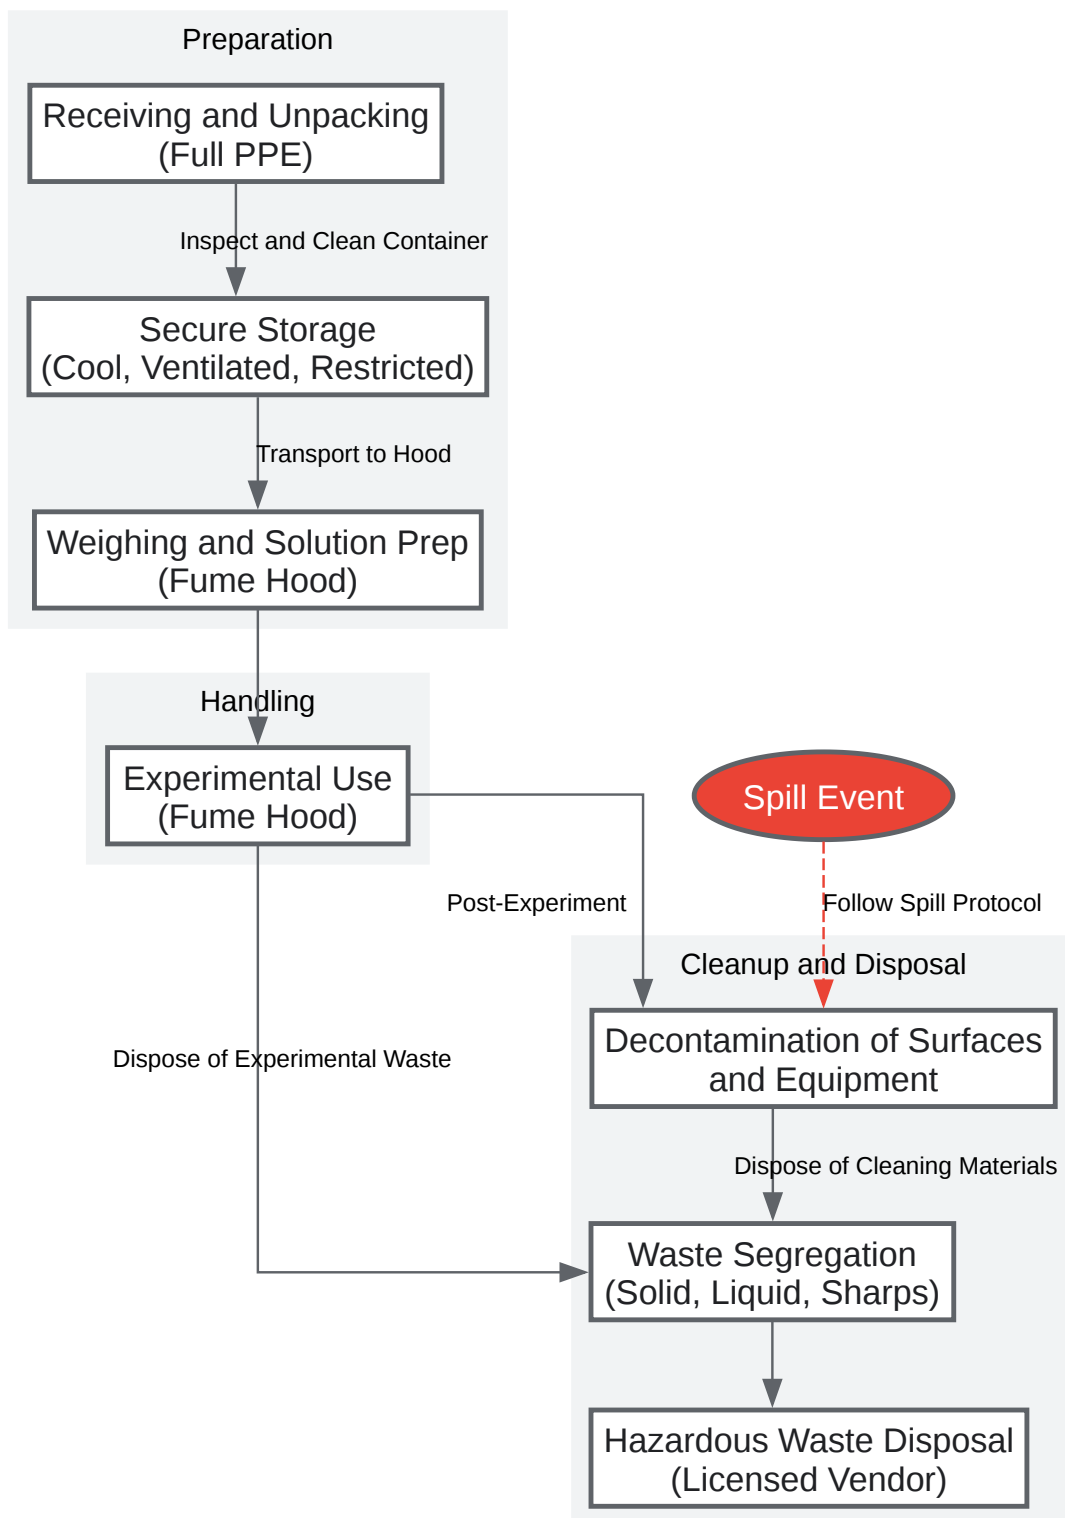 Preparation
Receiving and Unpacking
(Full PPE)
Inspect and Clean Container
Secure Storage
(Cool, Ventilated, Restricted)
Transport to Hood
Weighing and Solution Prep
(Fume Hood)
Handling
Experimental Use
(Fume Hood)
Spill Event
Post-Experiment
Follow Spill Protocol
Cleanup and Disposal
Decontamination of Surfaces
and Equipment
Dispose of Experimental Waste
Dispose of Cleaning Materials
Waste Segregation
(Solid, Liquid, Sharps)
Hazardous Waste Disposal
(Licensed Vendor)